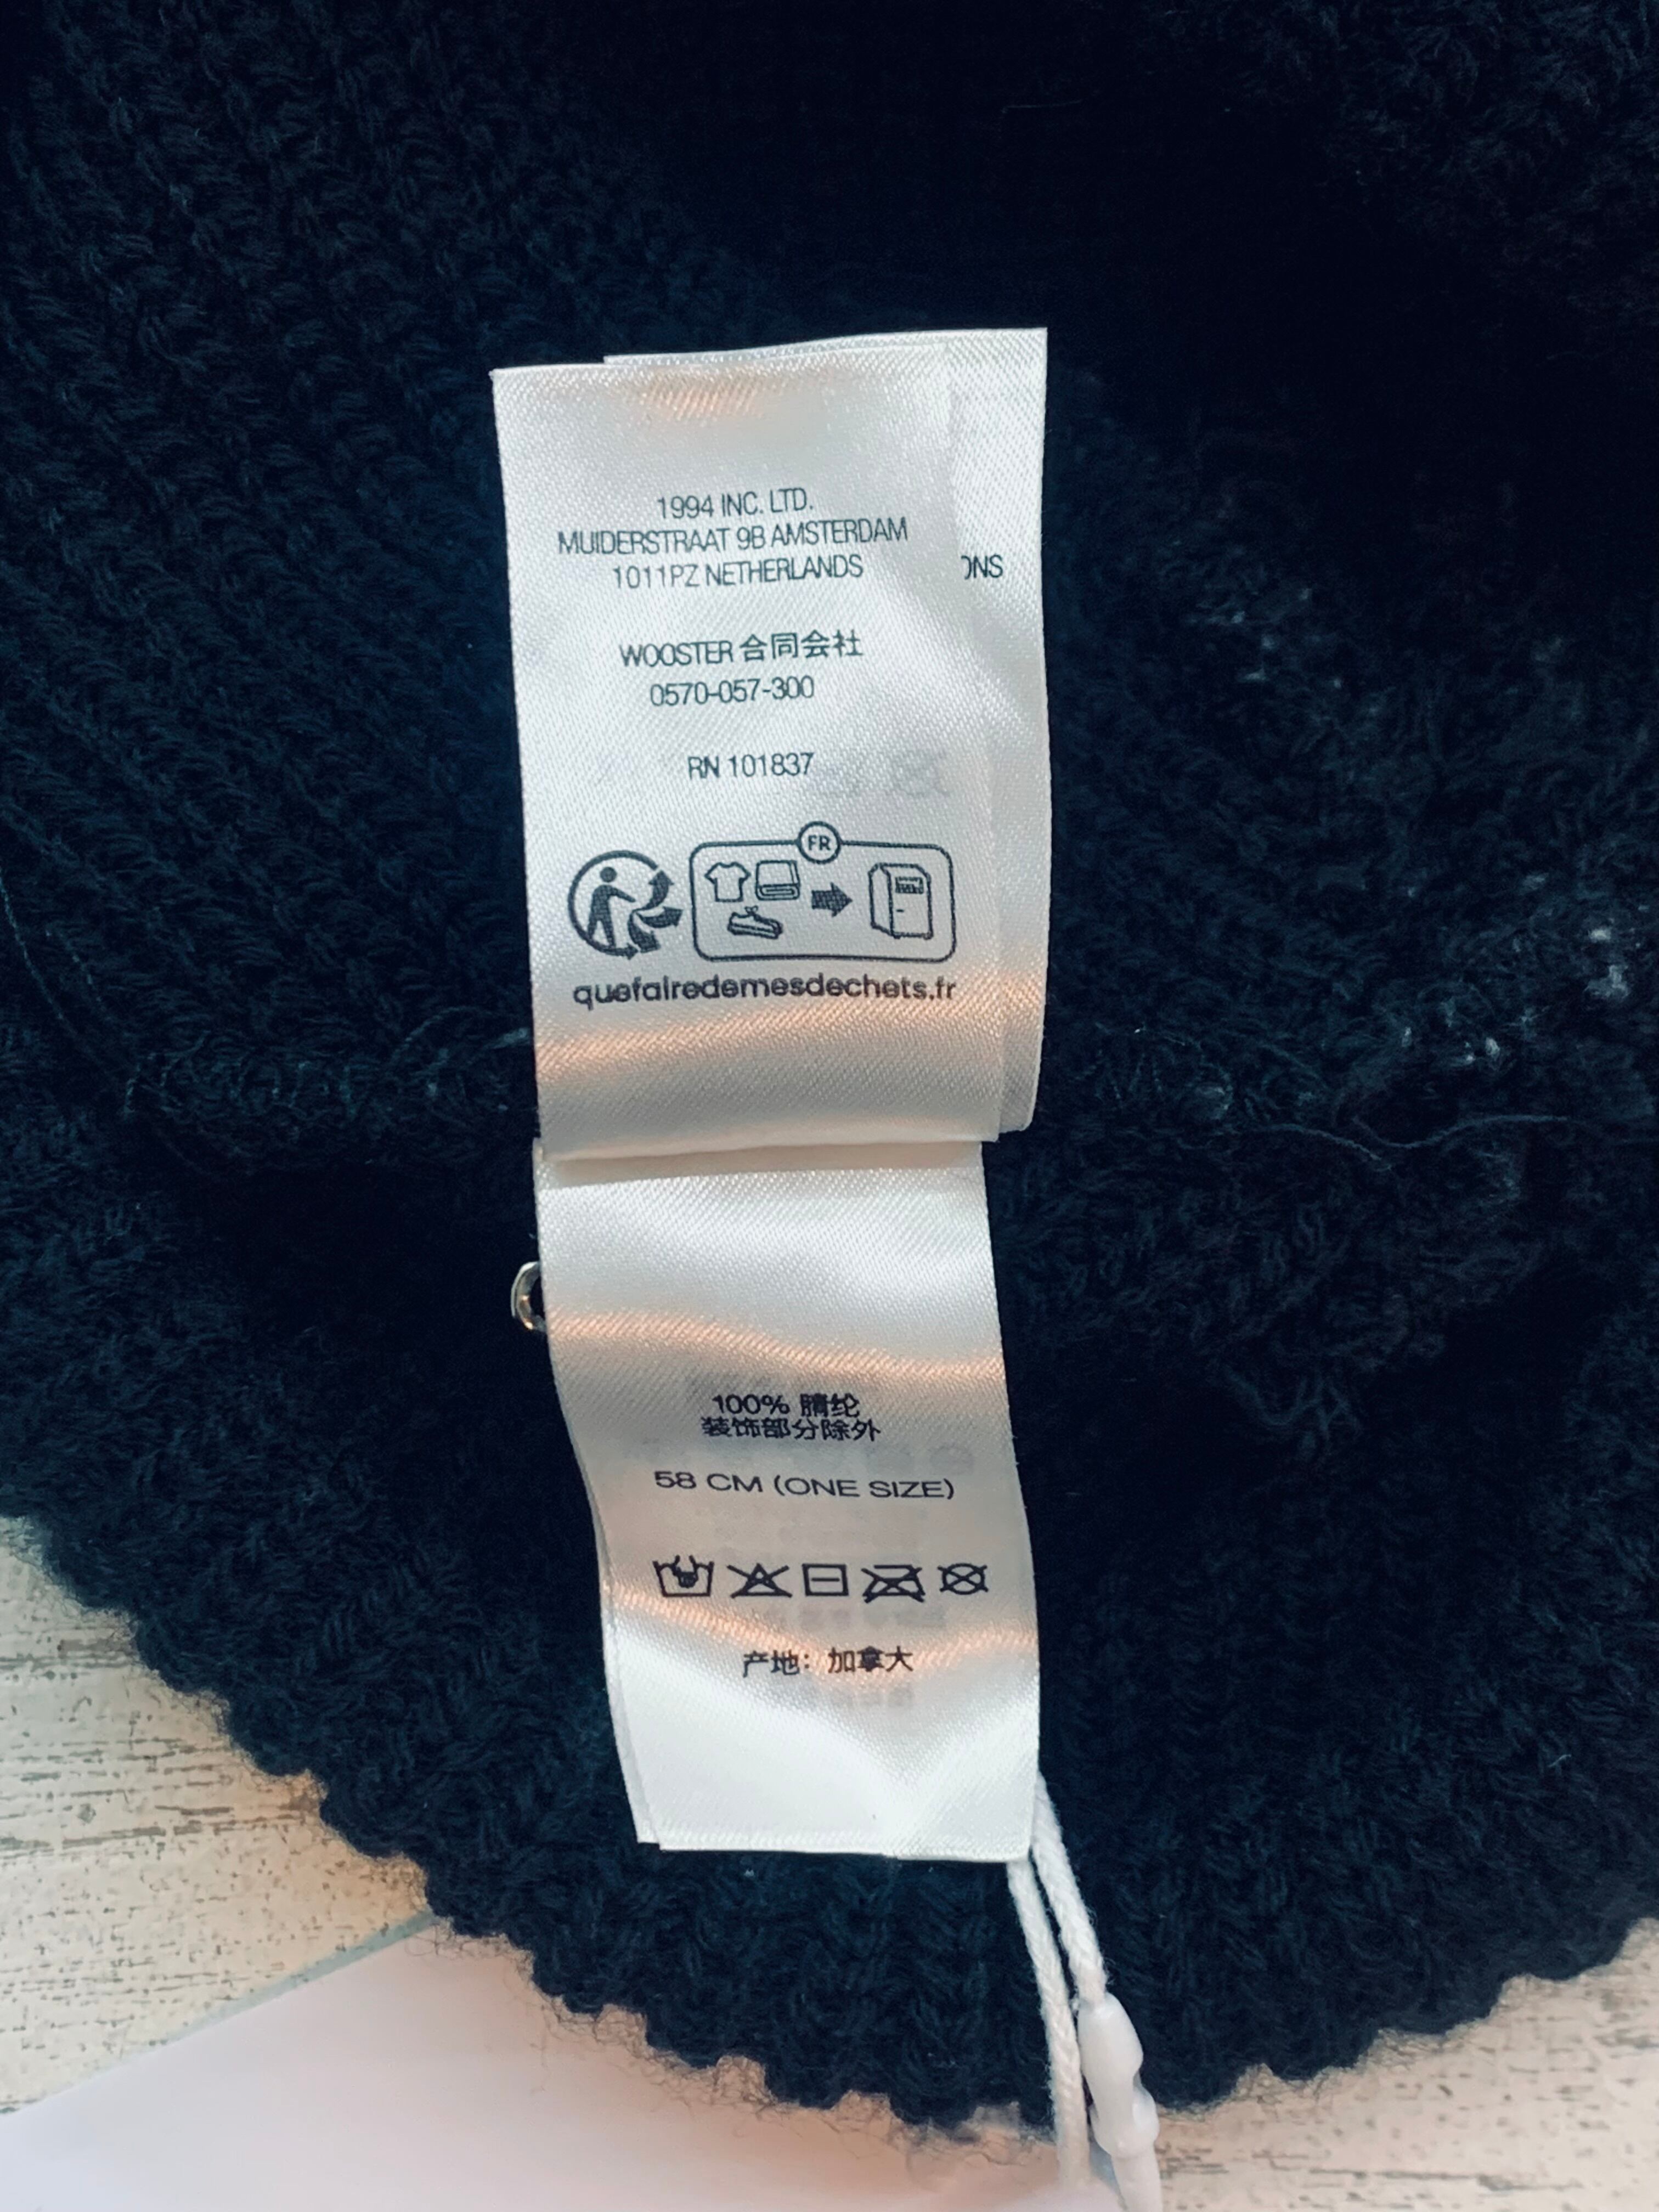 1994 INC. LTD.
MUIDERSTRAAT 9B AMSTERDAM
1011PZ NETHERLANDS
WOOSTER 合同会社
0570-057-300
RN 101837
FR
quefairedemesdechets.fr
100% 腈纶
装饰部分除外
58 CM (ONE SIZE)
产地：加拿大